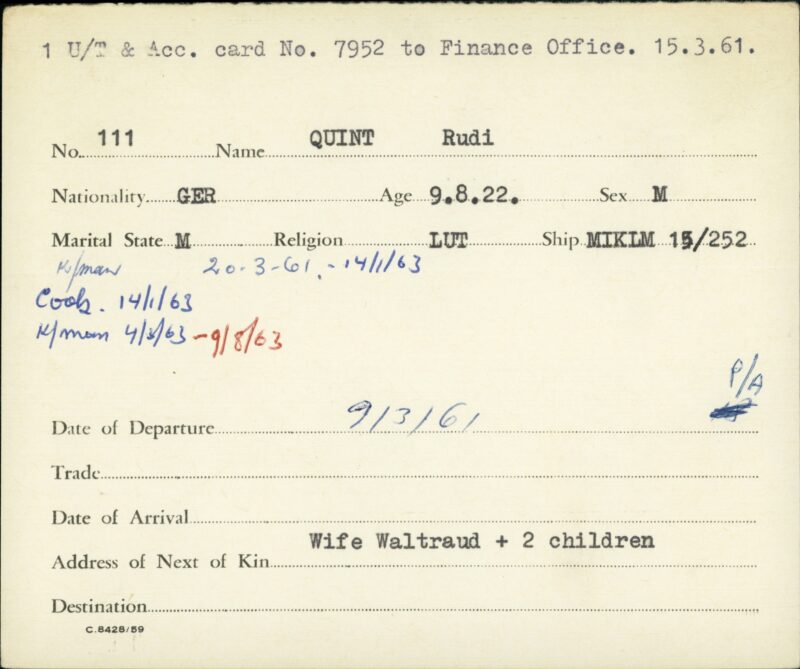 1 U/T & Acc. card No. 7952 to Finance Office. 15.3.61.
No. 111 Name QUINT Rudi
Nationality GER Age 9.8.22. Sex M
Marital State M Religion LUT Ship MIKLM 15/252
K/man 20-3-61. - 14/1/63
Cook. 14/1/63
K/man 4/3/63 - 9/8/63
P/A
Date of Departure 9/3/61
Trade
Date of Arrival
Wife Waltraud + 2 children
Address of Next of Kin
Destination
C.8428/59